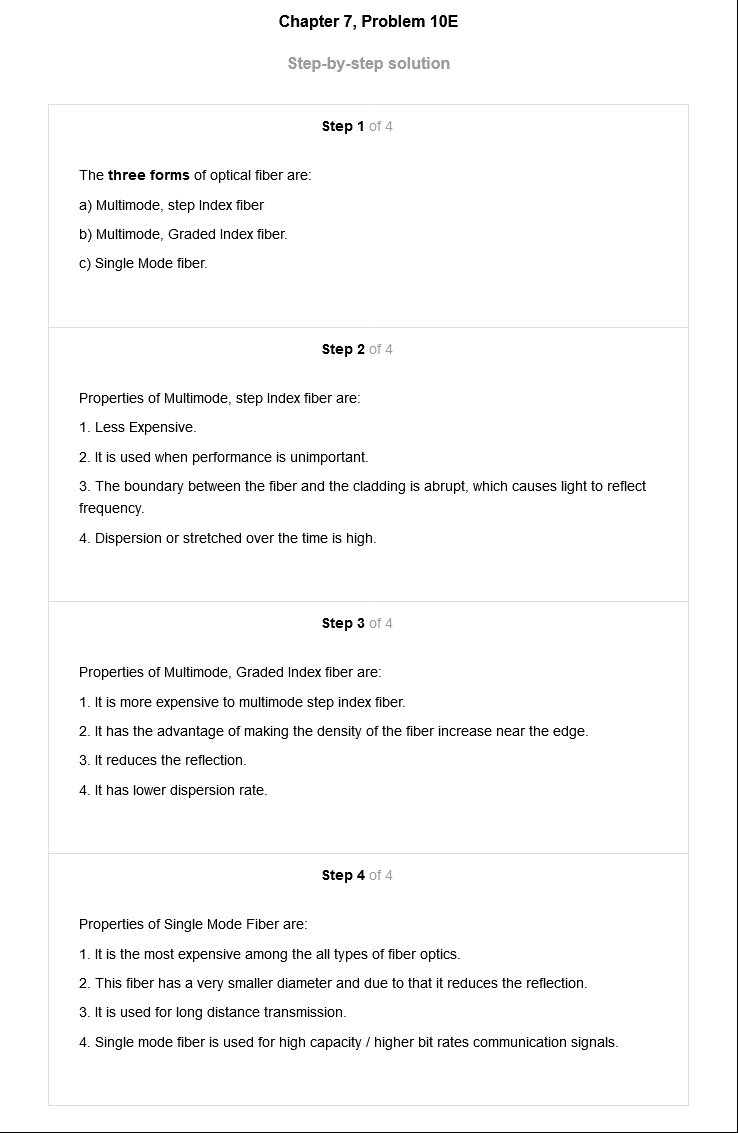 Chapter 7, Problem 10E
Step-by-step solution
Step 1 of 4
The three forms of optical fiber are:
a) Multimode, step Index fiber
b) Multimode, Graded Index fiber.
c) Single Mode fiber.
Step 2 of 4
Properties of Multimode, step Index fiber are:
1. Less Expensive.
2. It is used when performance is unimportant.
3. The boundary between the fiber and the cladding is abrupt, which causes light to reflect
frequency.
4. Dispersion or stretched over the time is high.
Step 3 of 4
Properties of Multimode, Graded Index fiber are:
1. It is more expensive to multimode step index fiber.
2. It has the advantage of making the density of the fiber increase near the edge.
3. It reduces the reflection.
4. It has lower dispersion rate.
Step 4 of 4
Properties of Single Mode Fiber are:
1. It is the most expensive among the all types of fiber optics.
2. This fiber has a very smaller diameter and due to that it reduces the reflection.
3. It is used for long distance transmission.
4. Single mode fiber is used for high capacity / higher bit rates communication signals.